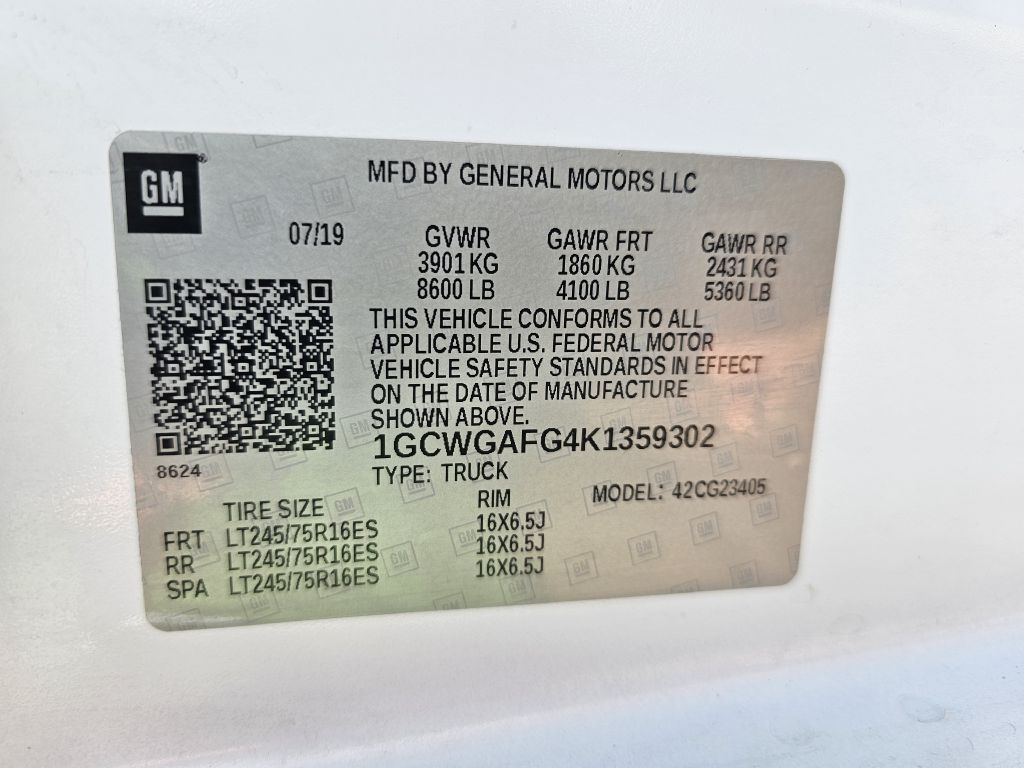 GM
MFD BY GENERAL MOTORS LLC
07/19 GVWR GAWR FRT GAWR RR
3901 KG 1860 KG 2431 KG
8600 LB 4100 LB 5360 LB
THIS VEHICLE CONFORMS TO ALL
APPLICABLE U.S. FEDERAL MOTOR
VEHICLE SAFETY STANDARDS IN EFFECT
ON THE DATE OF MANUFACTURE
SHOWN ABOVE.
1GCWGAFG4K1359302
8624
TYPE: TRUCK
TIRE SIZE RIM MODEL: 42CG23405
FRT LT245/75R16ES 16X6.5J
RR LT245/75R16ES 16X6.5J
SPA LT245/75R16ES 16X6.5J